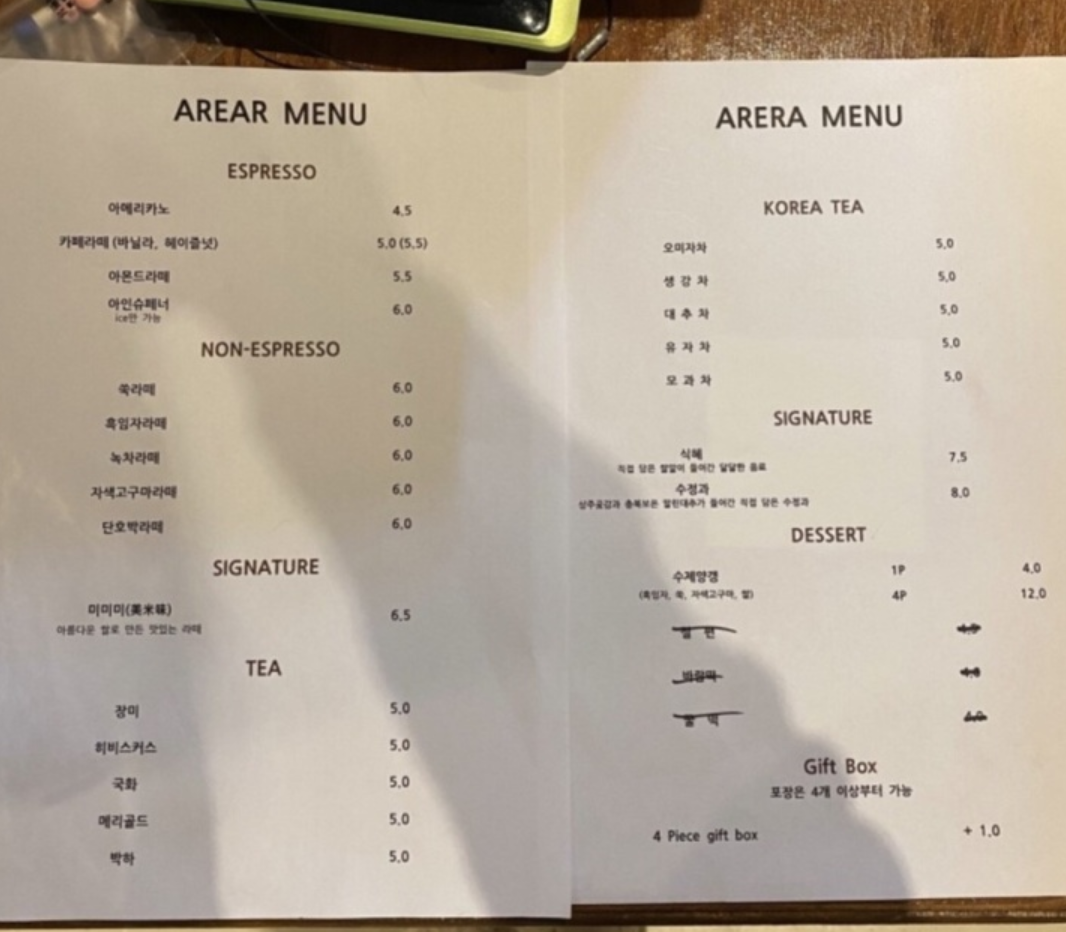 AREAR MENU
ESPRESSO
아메리카노 4.5
카페라떼 (바닐라, 헤이즐넛) 5.0 (5.5)
아몬드라떼 5.5
아인슈페너 6.0
ice만 가능
NON-ESPRESSO
쑥라떼 6.0
흑임자라떼 6.0
녹차라떼 6.0
자색고구마라떼 6.0
단호박라떼 6.0
SIGNATURE
미미미(美米味) 6.5
아름다운 쌀로 만든 맛있는 라떼
TEA
장미 5.0
히비스커스 5.0
국화 5.0
메리골드 5.0
박하 5.0
ARERA MENU
KOREA TEA
오미자차 5.0
생 강 차 5.0
대 추 차 5.0
유 자 차 5.0
모 과 차 5.0
SIGNATURE
식혜 7.5
직접 담은 쌀알이 들어간 달달한 음료
수정과 8.0
상주곶감과 충북보은 말린대추가 들어간 직접 담은 수정과
DESSERT
수제양갱 1P 4.0
(흑임자, 쑥, 자색고구마, 쌀) 4P 12.0
Gift Box
포장은 4개 이상부터 가능
4 Piece gift box + 1.0